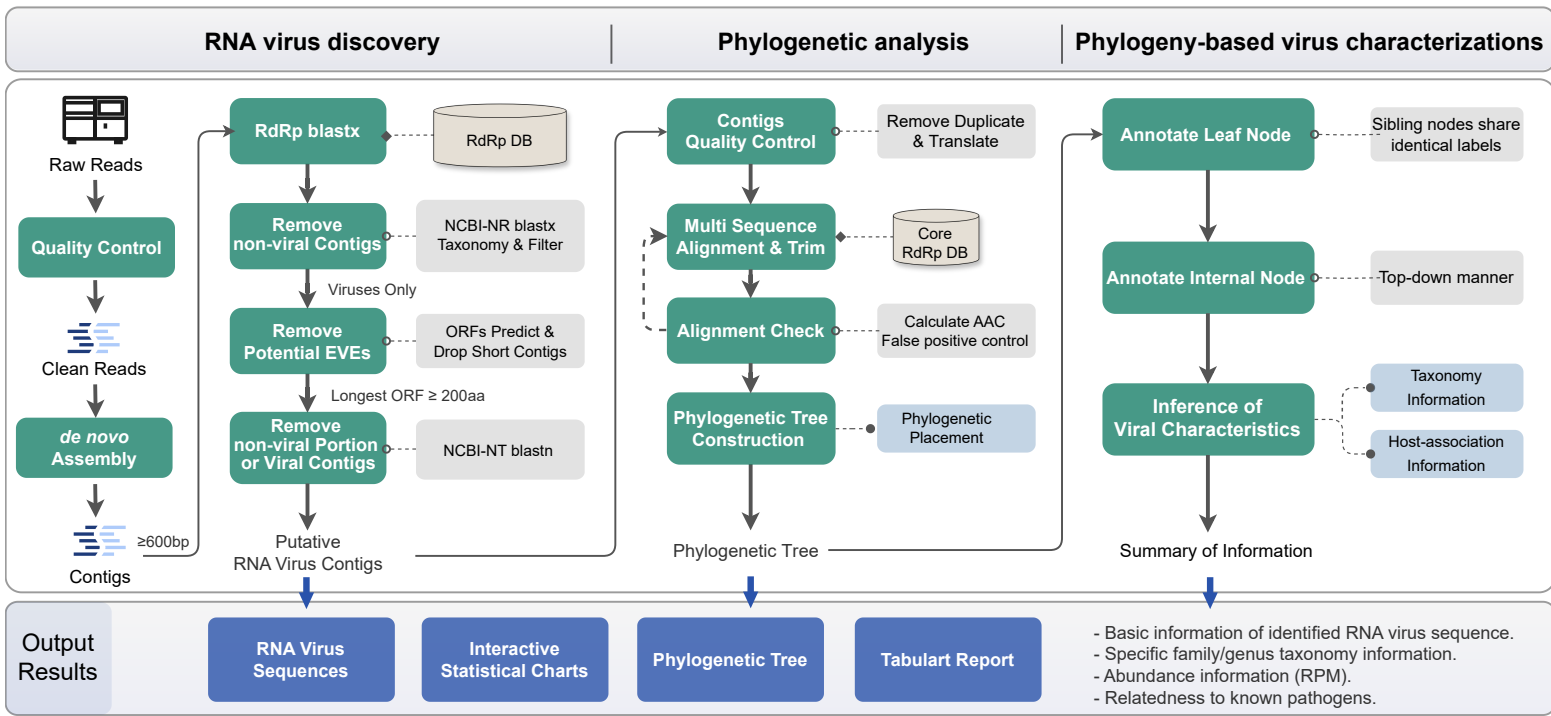 RNA virus discovery
Phylogenetic analysis
Phylogeny-based virus characterizations
Raw Reads
Quality Control
Clean Reads
de novo
Assembly
Contigs
≥600bp
RdRp blastx
RdRp DB
Remove
non-viral Contigs
NCBI-NR blastx
Taxonomy & Filter
Viruses Only
Remove
Potential EVEs
ORFs Predict &
Drop Short Contigs
Longest ORF ≥ 200aa
Remove
non-viral Portion
or Viral Contigs
NCBI-NT blastn
Putative
RNA Virus Contigs
Contigs
Quality Control
Remove Duplicate
& Translate
Multi Sequence
Alignment & Trim
Core
RdRp DB
Alignment Check
Calculate AAC
False positive control
Phylogenetic Tree
Construction
Phylogenetic
Placement
Phylogenetic Tree
Annotate Leaf Node
Sibling nodes share
identical labels
Annotate Internal Node
Top-down manner
Inference of
Viral Characteristics
Taxonomy
Information
Host-association
Information
Summary of Information
Output
Results
RNA Virus
Sequences
Interactive
Statistical Charts
Phylogenetic Tree
Tabulart Report
- Basic information of identified RNA virus sequence.
- Specific family/genus taxonomy information.
- Abundance information (RPM).
- Relatedness to known pathogens.